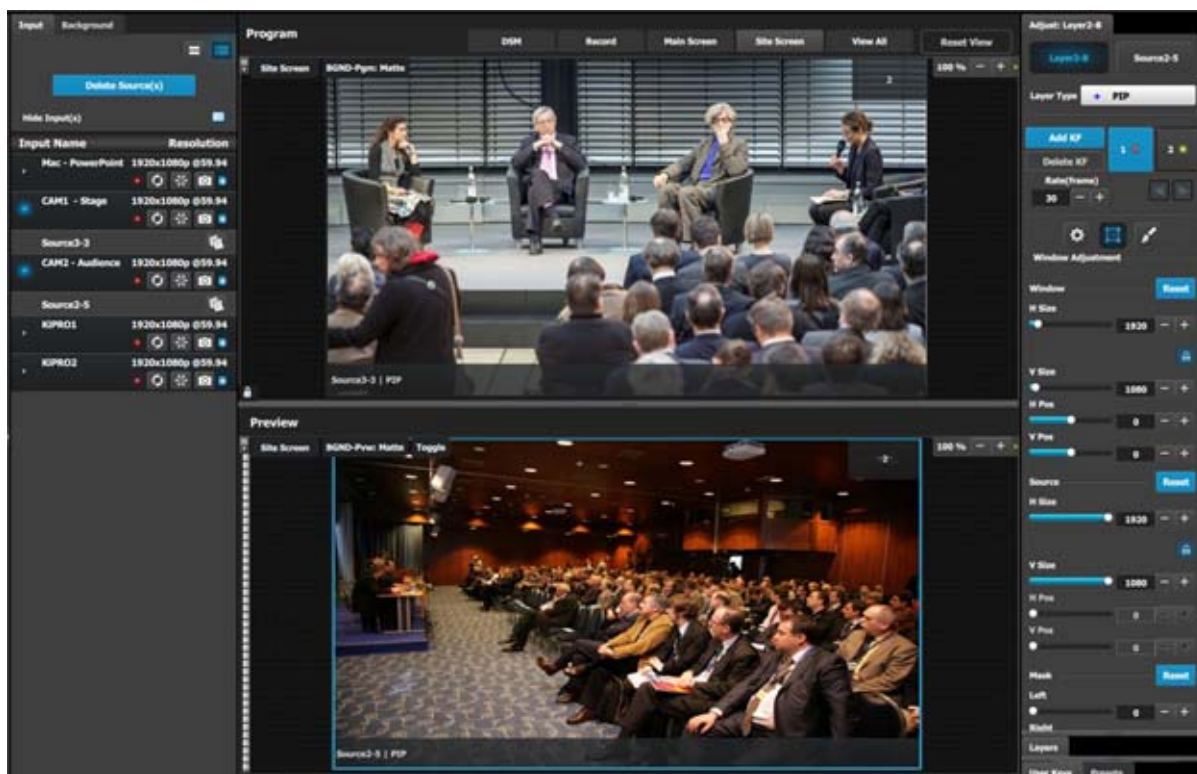 Input Background
Delete Source(s)
Hide Input(s)
Input Name Resolution
Mac - PowerPoint 1920x1080p @59.94
CAM1 - Stage 1920x1080p @59.94
Source3-3
CAM2 - Audience 1920x1080p @59.94
Source2-5
KIPRO1 1920x1080p @59.94
KIPRO2 1920x1080p @59.94
Program
DSM Record Main Screen Site Screen View All Reset View
Site Screen BGND-Pgm: Matte 2 100 % - +
Source3-3 | PIP
Preview
Site Screen BGND-Pvw: Matte Toggle 2 100 % - +
Source2-5 | PIP
Adjust: Layer2-B
Layer2-B Source2-5
Layer Type + PIP
Add KF 1 2
Delete KF
Rate(frame)
30 - +
Window Adjustment
Window Reset
H Size
1920 - +
V Size
1080 - +
H Pos
0 - +
V Pos
0 - +
Source Reset
H Size
1920 - +
V Size
1080 - +
H Pos
0
V Pos
0
Mask Reset
Left
0 - +
Right
Layers
User Keys Presets